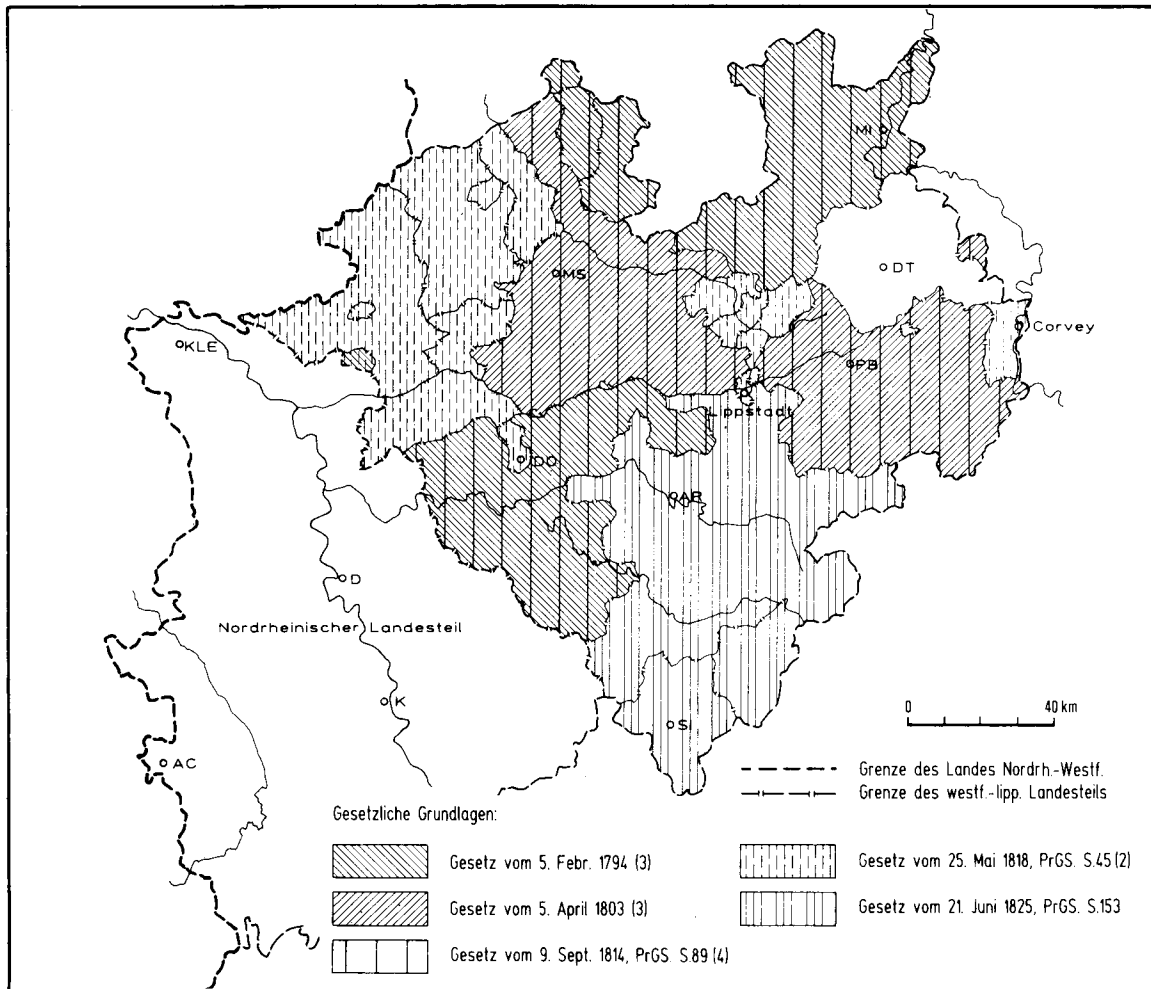 MI
MS
DT
Corvey
KLE
PB
Lippstadt
DO
AR
D
Nordrheinischer Landesteil
K
SI
AC
0 40 km
Grenze des Landes Nordrh.-Westf.
Grenze des westf.-lipp. Landesteils
Gesetzliche Grundlagen:
Gesetz vom 5. Febr. 1794 (3)
Gesetz vom 5. April 1803 (3)
Gesetz vom 9. Sept. 1814, PrGS. S.89 (4)
Gesetz vom 25. Mai 1818, PrGS. S.45 (2)
Gesetz vom 21. Juni 1825, PrGS. S.153